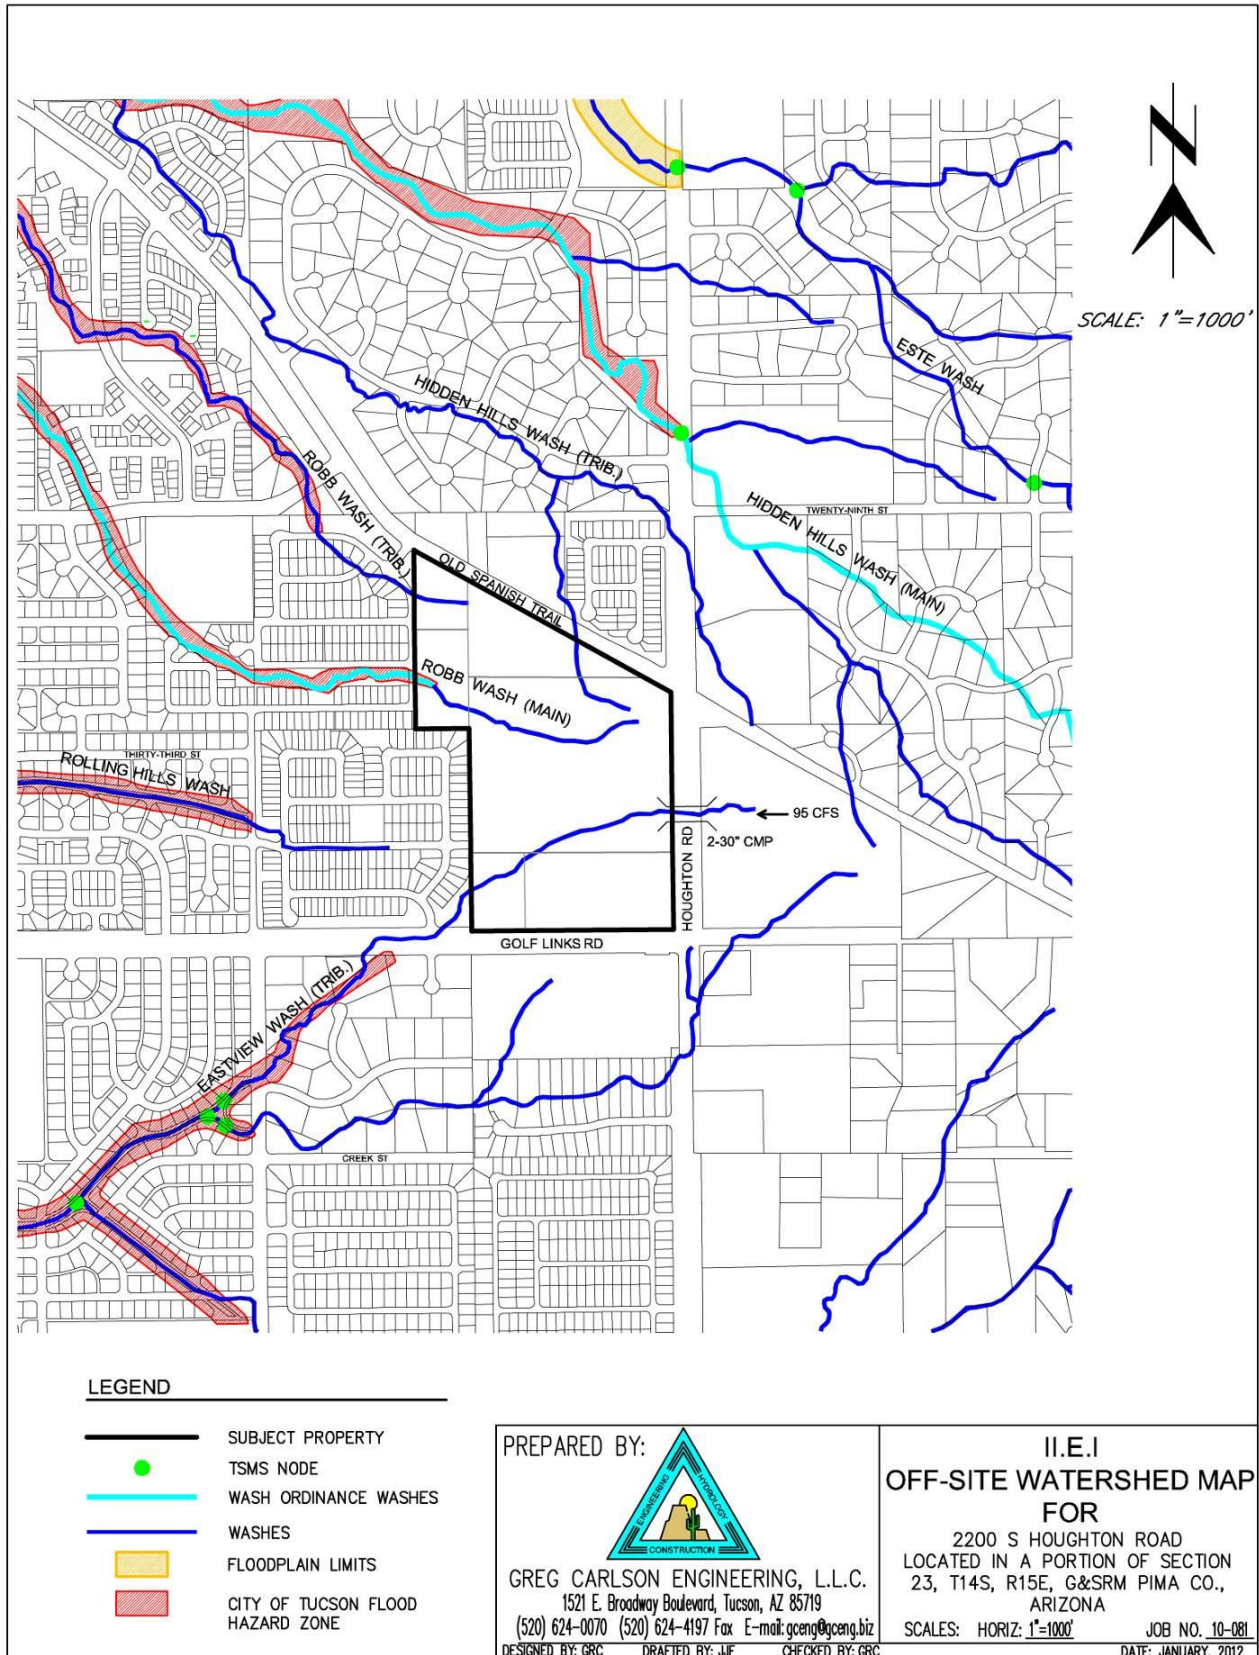 N
SCALE: 1"=1000'
ESTE WASH
HIDDEN HILLS WASH (TRIB.)
ROBB WASH (TRIB.)
TWENTY-NINTH ST
HIDDEN HILLS WASH (MAIN)
OLD SPANISH TRAIL
ROBB WASH (MAIN)
THIRTY-THIRD ST
ROLLING HILLS WASH
95 CFS
2-30" CMP
HOUGHTON RD
GOLF LINKS RD
EASTVIEW WASH (TRIB.)
CREEK ST
LEGEND
SUBJECT PROPERTY
TSMS NODE
WASH ORDINANCE WASHES
WASHES
FLOODPLAIN LIMITS
CITY OF TUCSON FLOOD
HAZARD ZONE
PREPARED BY:
ENGINEERING
HYDROLOGY
CONSTRUCTION
GREG CARLSON ENGINEERING, L.L.C.
1521 E. Broadway Boulevard, Tucson, AZ 85719
(520) 624-0070 (520) 624-4197 Fax E-mail: gceng@gceng.biz
DESIGNED BY: GRC DRAFTED BY: JJF CHECKED BY: GRC
II.E.I
OFF-SITE WATERSHED MAP
FOR
2200 S HOUGHTON ROAD
LOCATED IN A PORTION OF SECTION
23, T14S, R15E, G&SRM PIMA CO.,
ARIZONA
SCALES: HORIZ: 1"=1000' JOB NO. 10-081
DATE: JANUARY, 2012